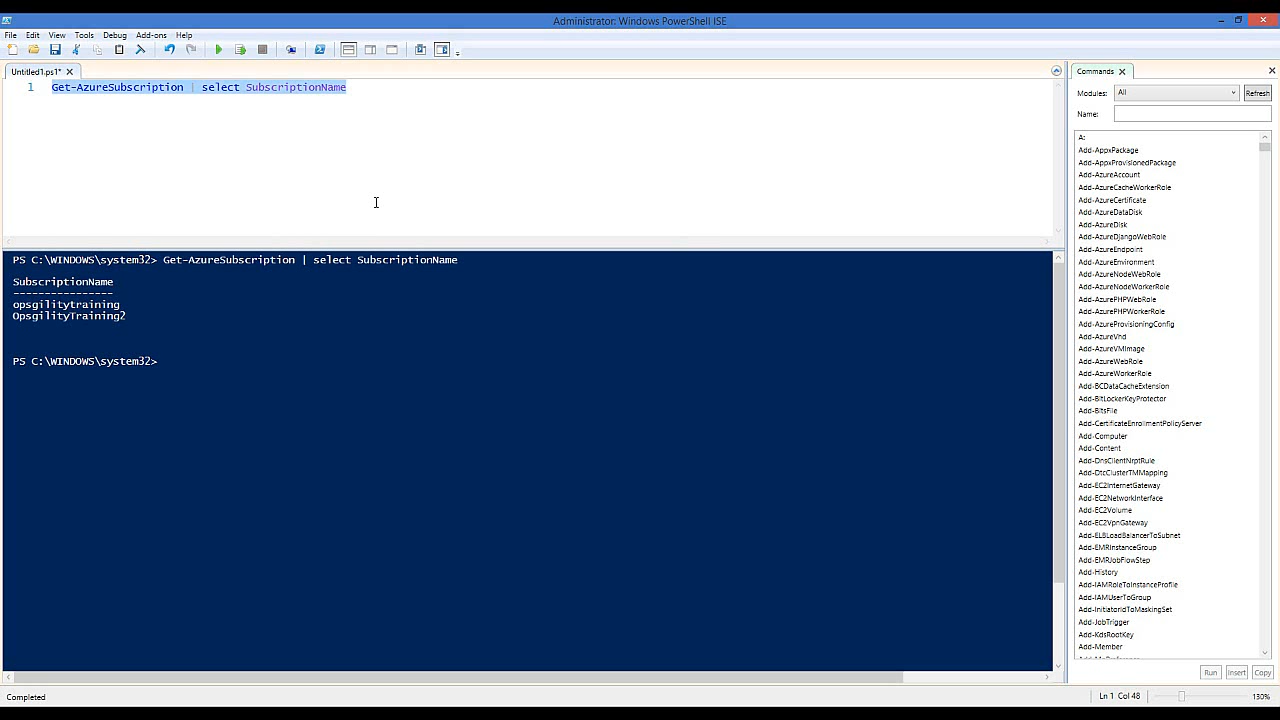 Administrator: Windows PowerShell ISE
File Edit View Tools Debug Add-ons Help
Untitled1.ps1*
1 Get-AzureSubscription | select SubscriptionName
PS C:\WINDOWS\system32> Get-AzureSubscription | select SubscriptionName
SubscriptionName
----------------
opsgilitytraining
OpsgilityTraining2
PS C:\WINDOWS\system32>
Commands
Modules: All Refresh
Name:
A:
Add-AppxPackage
Add-AppxProvisionedPackage
Add-AzureAccount
Add-AzureCacheWorkerRole
Add-AzureCertificate
Add-AzureDataDisk
Add-AzureDisk
Add-AzureDjangoWebRole
Add-AzureEndpoint
Add-AzureEnvironment
Add-AzureNodeWebRole
Add-AzureNodeWorkerRole
Add-AzurePHPWebRole
Add-AzurePHPWorkerRole
Add-AzureProvisioningConfig
Add-AzureVhd
Add-AzureVMImage
Add-AzureWebRole
Add-AzureWorkerRole
Add-BCDataCacheExtension
Add-BitLockerKeyProtector
Add-BitsFile
Add-CertificateEnrollmentPolicyServer
Add-Computer
Add-Content
Add-DnsClientNrptRule
Add-DtcClusterTMMapping
Add-EC2InternetGateway
Add-EC2NetworkInterface
Add-EC2Volume
Add-EC2VpnGateway
Add-ELBLoadBalancerToSubnet
Add-EMRInstanceGroup
Add-EMRJobFlowStep
Add-History
Add-IAMRoleToInstanceProfile
Add-IAMUserToGroup
Add-InitiatorIdToMaskingSet
Add-JobTrigger
Add-KdsRootKey
Add-Member
Run Insert Copy
Completed
Ln 1 Col 48
130%